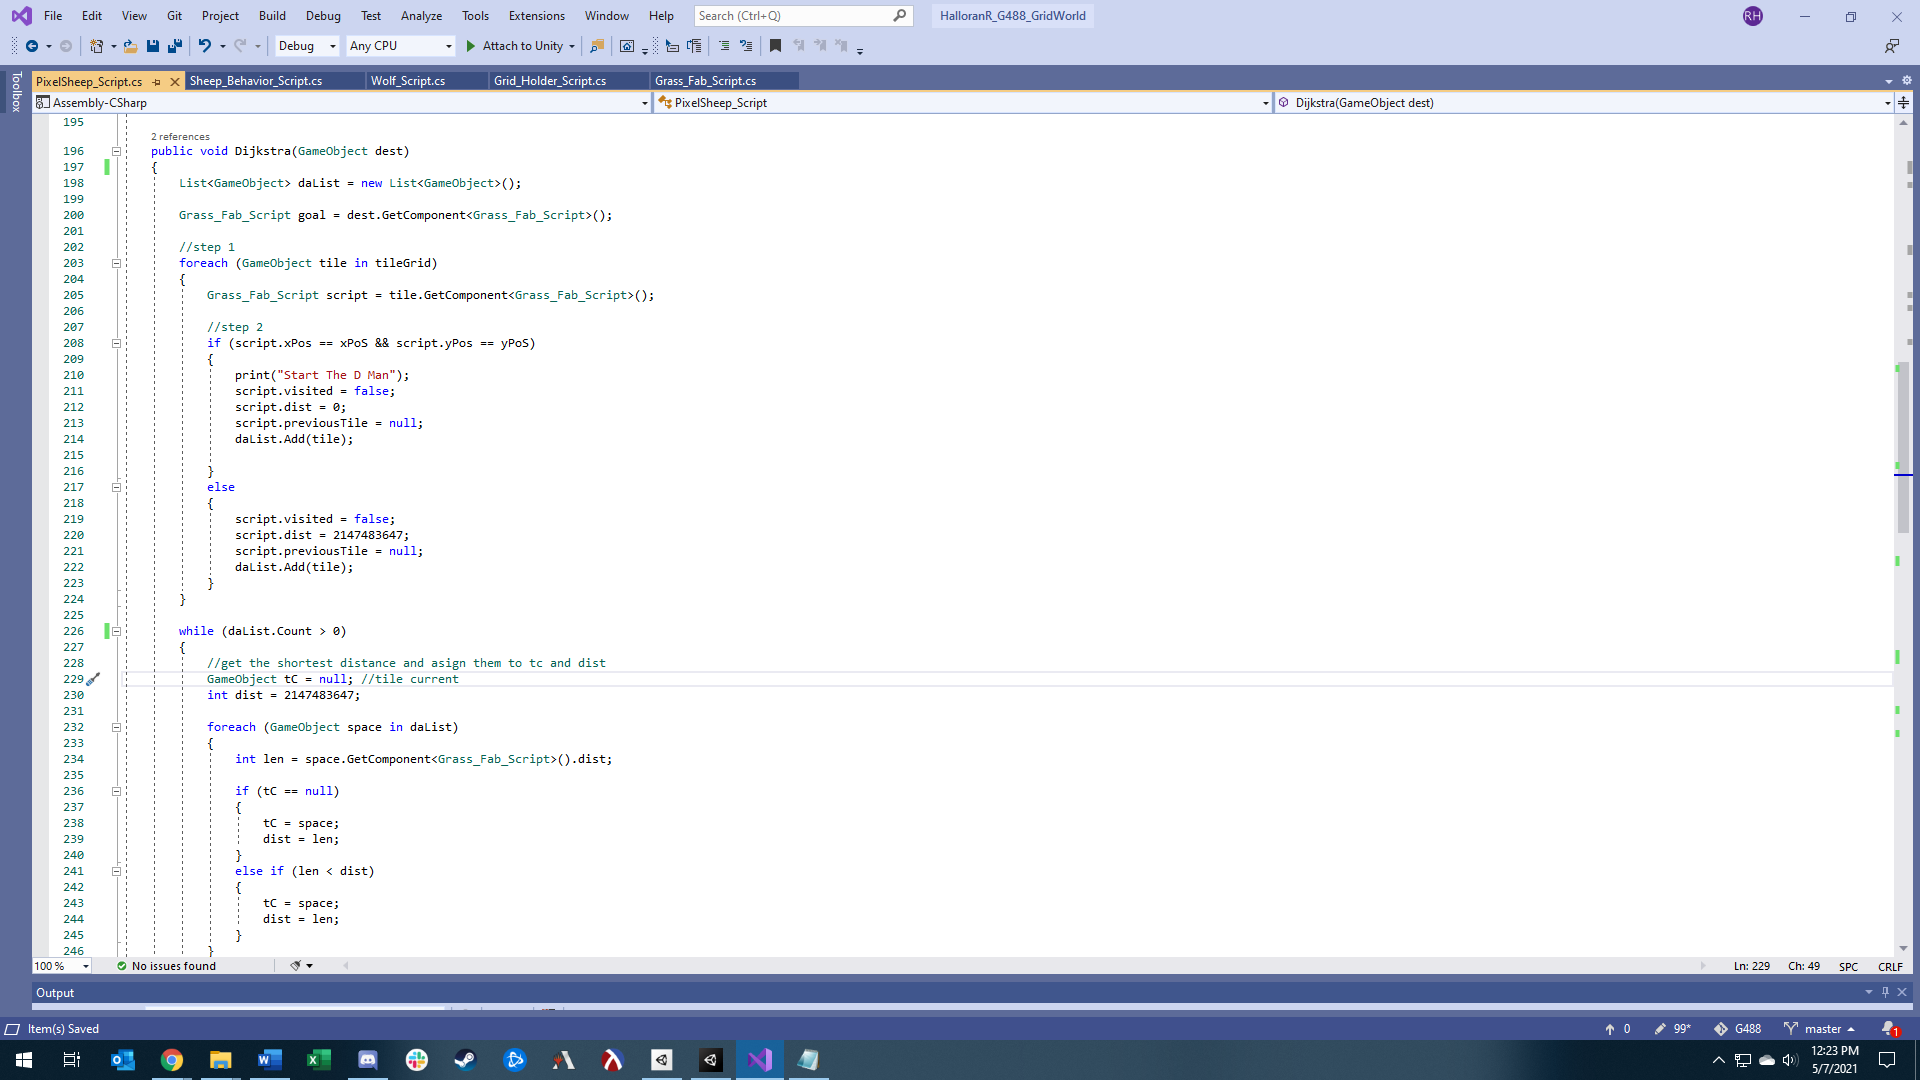 File Edit View Git Project Build Debug Test Analyze Tools Extensions Window Help Search (Ctrl+Q) HalloranR_G488_GridWorld RH
Debug Any CPU Attach to Unity
Toolbox
PixelSheep_Script.cs Sheep_Behavior_Script.cs Wolf_Script.cs Grid_Holder_Script.cs Grass_Fab_Script.cs
Assembly-CSharp PixelSheep_Script Dijkstra(GameObject dest)
195
2 references
196 public void Dijkstra(GameObject dest)
197 {
198 List<GameObject> daList = new List<GameObject>();
199
200 Grass_Fab_Script goal = dest.GetComponent<Grass_Fab_Script>();
201
202 //step 1
203 foreach (GameObject tile in tileGrid)
204 {
205 Grass_Fab_Script script = tile.GetComponent<Grass_Fab_Script>();
206
207 //step 2
208 if (script.xPos == xPoS && script.yPos == yPoS)
209 {
210 print("Start The D Man");
211 script.visited = false;
212 script.dist = 0;
213 script.previousTile = null;
214 daList.Add(tile);
215
216 }
217 else
218 {
219 script.visited = false;
220 script.dist = 2147483647;
221 script.previousTile = null;
222 daList.Add(tile);
223 }
224 }
225
226 while (daList.Count > 0)
227 {
228 //get the shortest distance and asign them to tc and dist
229 GameObject tC = null; //tile current
230 int dist = 2147483647;
231
232 foreach (GameObject space in daList)
233 {
234 int len = space.GetComponent<Grass_Fab_Script>().dist;
235
236 if (tC == null)
237 {
238 tC = space;
239 dist = len;
240 }
241 else if (len < dist)
242 {
243 tC = space;
244 dist = len;
245 }
246 }
100 % No issues found Ln: 229 Ch: 49 SPC CRLF
Output
Item(s) Saved 0 99* G488 master 1
12:23 PM
5/7/2021